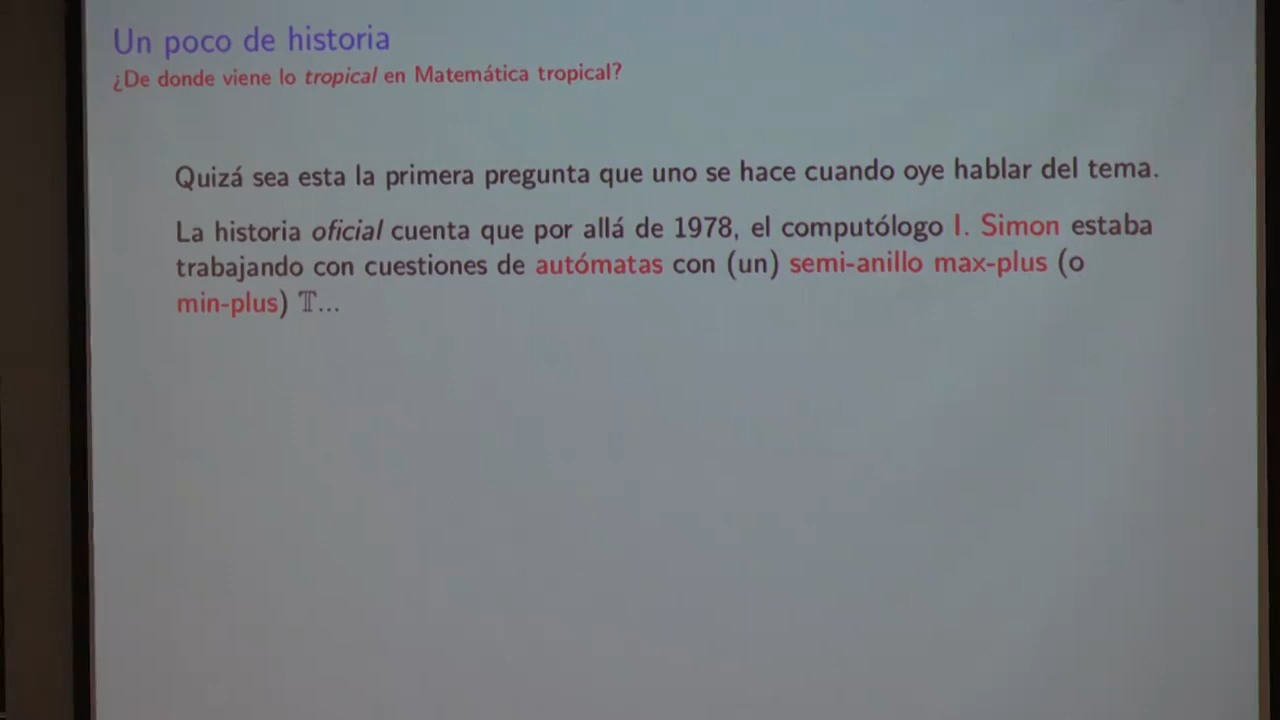 Un poco de historia
¿De donde viene lo tropical en Matemática tropical?
Quizá sea esta la primera pregunta que uno se hace cuando oye hablar del tema.
La historia oficial cuenta que por allá de 1978, el computólogo I. Simon estaba
trabajando con cuestiones de autómatas con (un) semi-anillo max-plus (o
min-plus) 𝕋...